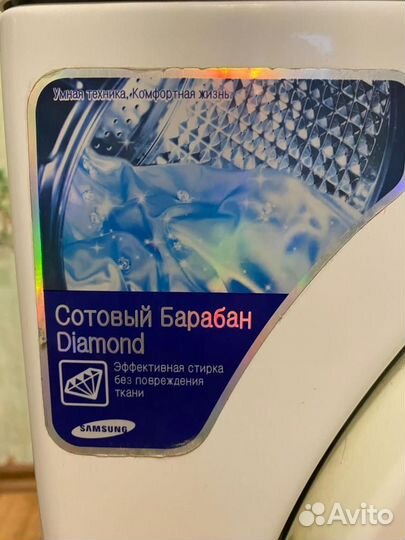 Умная техника, Комфортная жизнь.
Сотовый Барабан
Diamond
Эффективная стирка
без повреждения
ткани
SAMSUNG
Avito